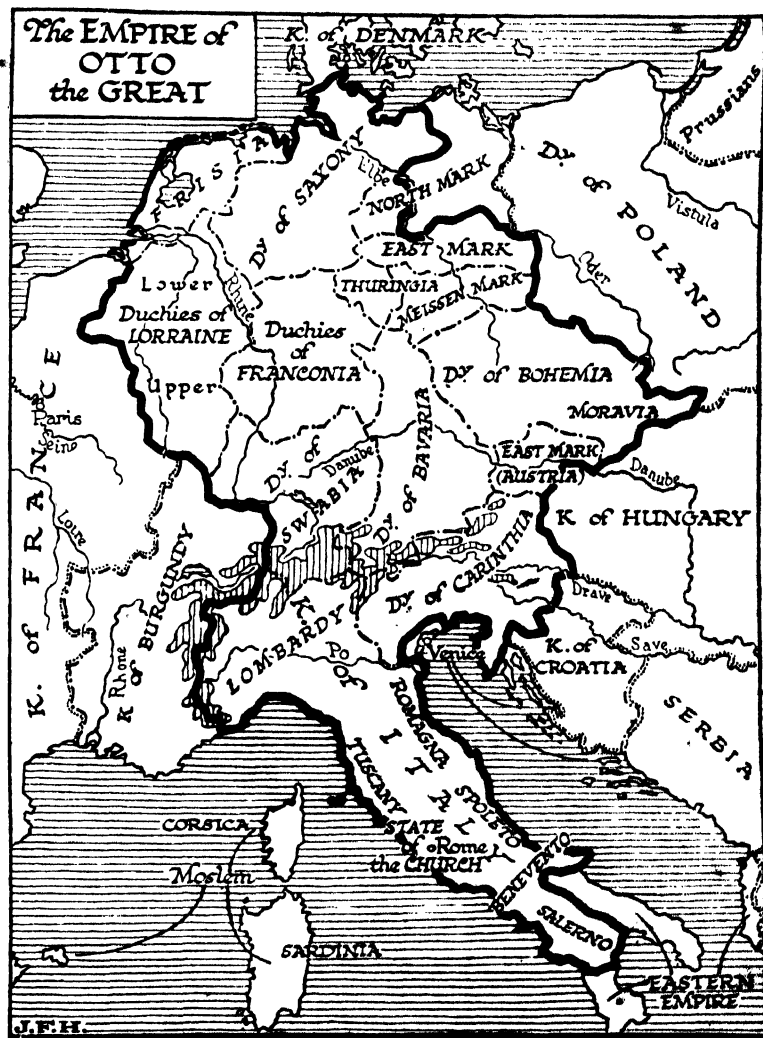 The EMPIRE of
OTTO
the GREAT
K. of DENMARK
Prussians
FRISIA
Dy. of SAXONY
Elbe
NORTH MARK
Dy. of POLAND
Vistula
Oder
EAST MARK
Lower
Rhine
THURINGIA
MEISSEN MARK
Duchies of
LORRAINE
Duchies
of
FRANCONIA
Upper
Dy. of BOHEMIA
MORAVIA
Paris
Seine
K. of FRANCE
Loire
Dy. of
SWABIA
Danube
Dy. of BAVARIA
EAST MARK
(AUSTRIA)
Danube
K. of HUNGARY
K of BURGUNDY
Rhone
Dy. of CARINTHIA
Drave
Save
K. of
LOMBARDY
Po
Venice
K. of
CROATIA
SERBIA
ROMAGNA
ITALY
TUSCANY
SPOLETO
STATE
of Rome
the CHURCH
BENEVENTO
SALERNO
CORSICA
Moslem
SARDINIA
EASTERN
EMPIRE
J.F.H.